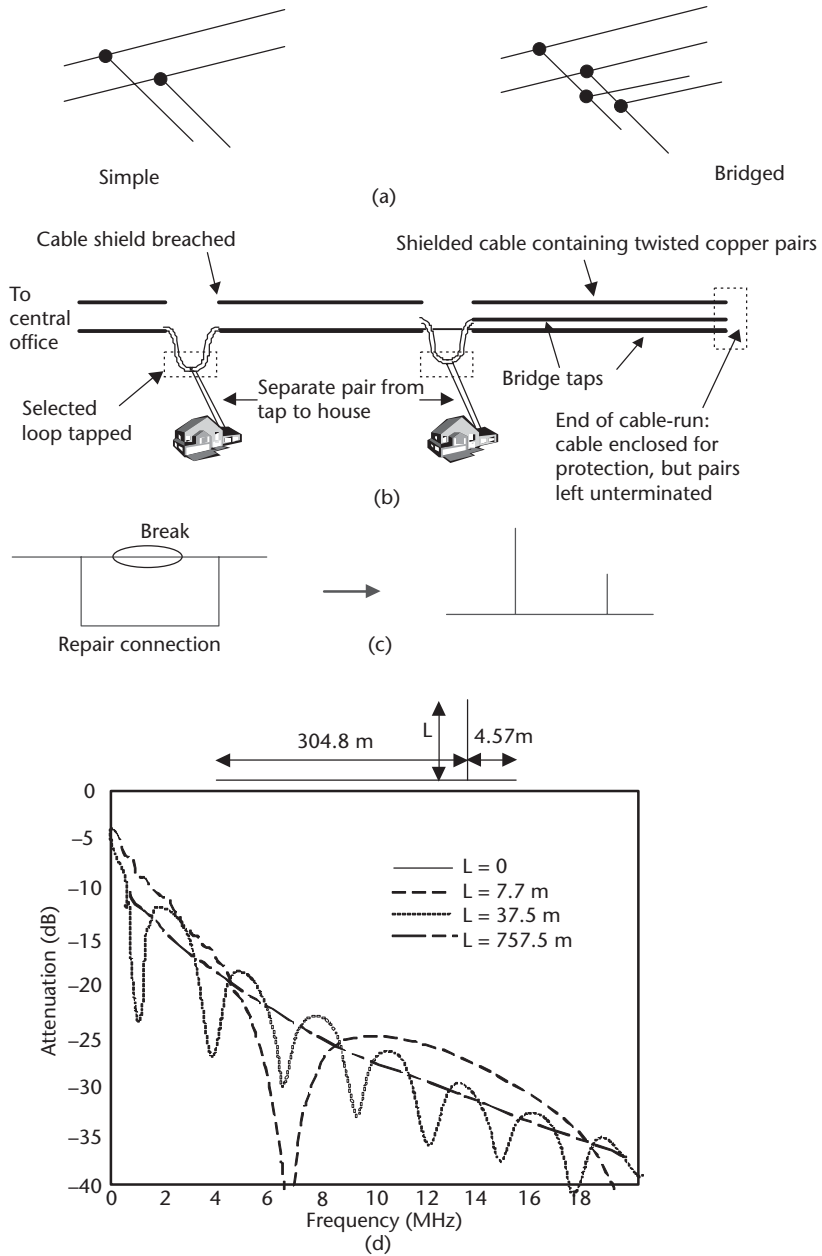 Simple
Bridged
(a)
Cable shield breached
Shielded cable containing twisted copper pairs
To
central
office
Bridge taps
Selected
loop tapped
Separate pair from
tap to house
End of cable-run:
cable enclosed for
protection, but pairs
left unterminated
(b)
Break
Repair connection
(c)
304.8 m
L
4.57m
0
–5
–10
–15
–20
–25
–30
–35
–40
Attenuation (dB)
L = 0
L = 7.7 m
L = 37.5 m
L = 757.5 m
0 2 4 6 8 10 12 14 16 18
Frequency (MHz)
(d)